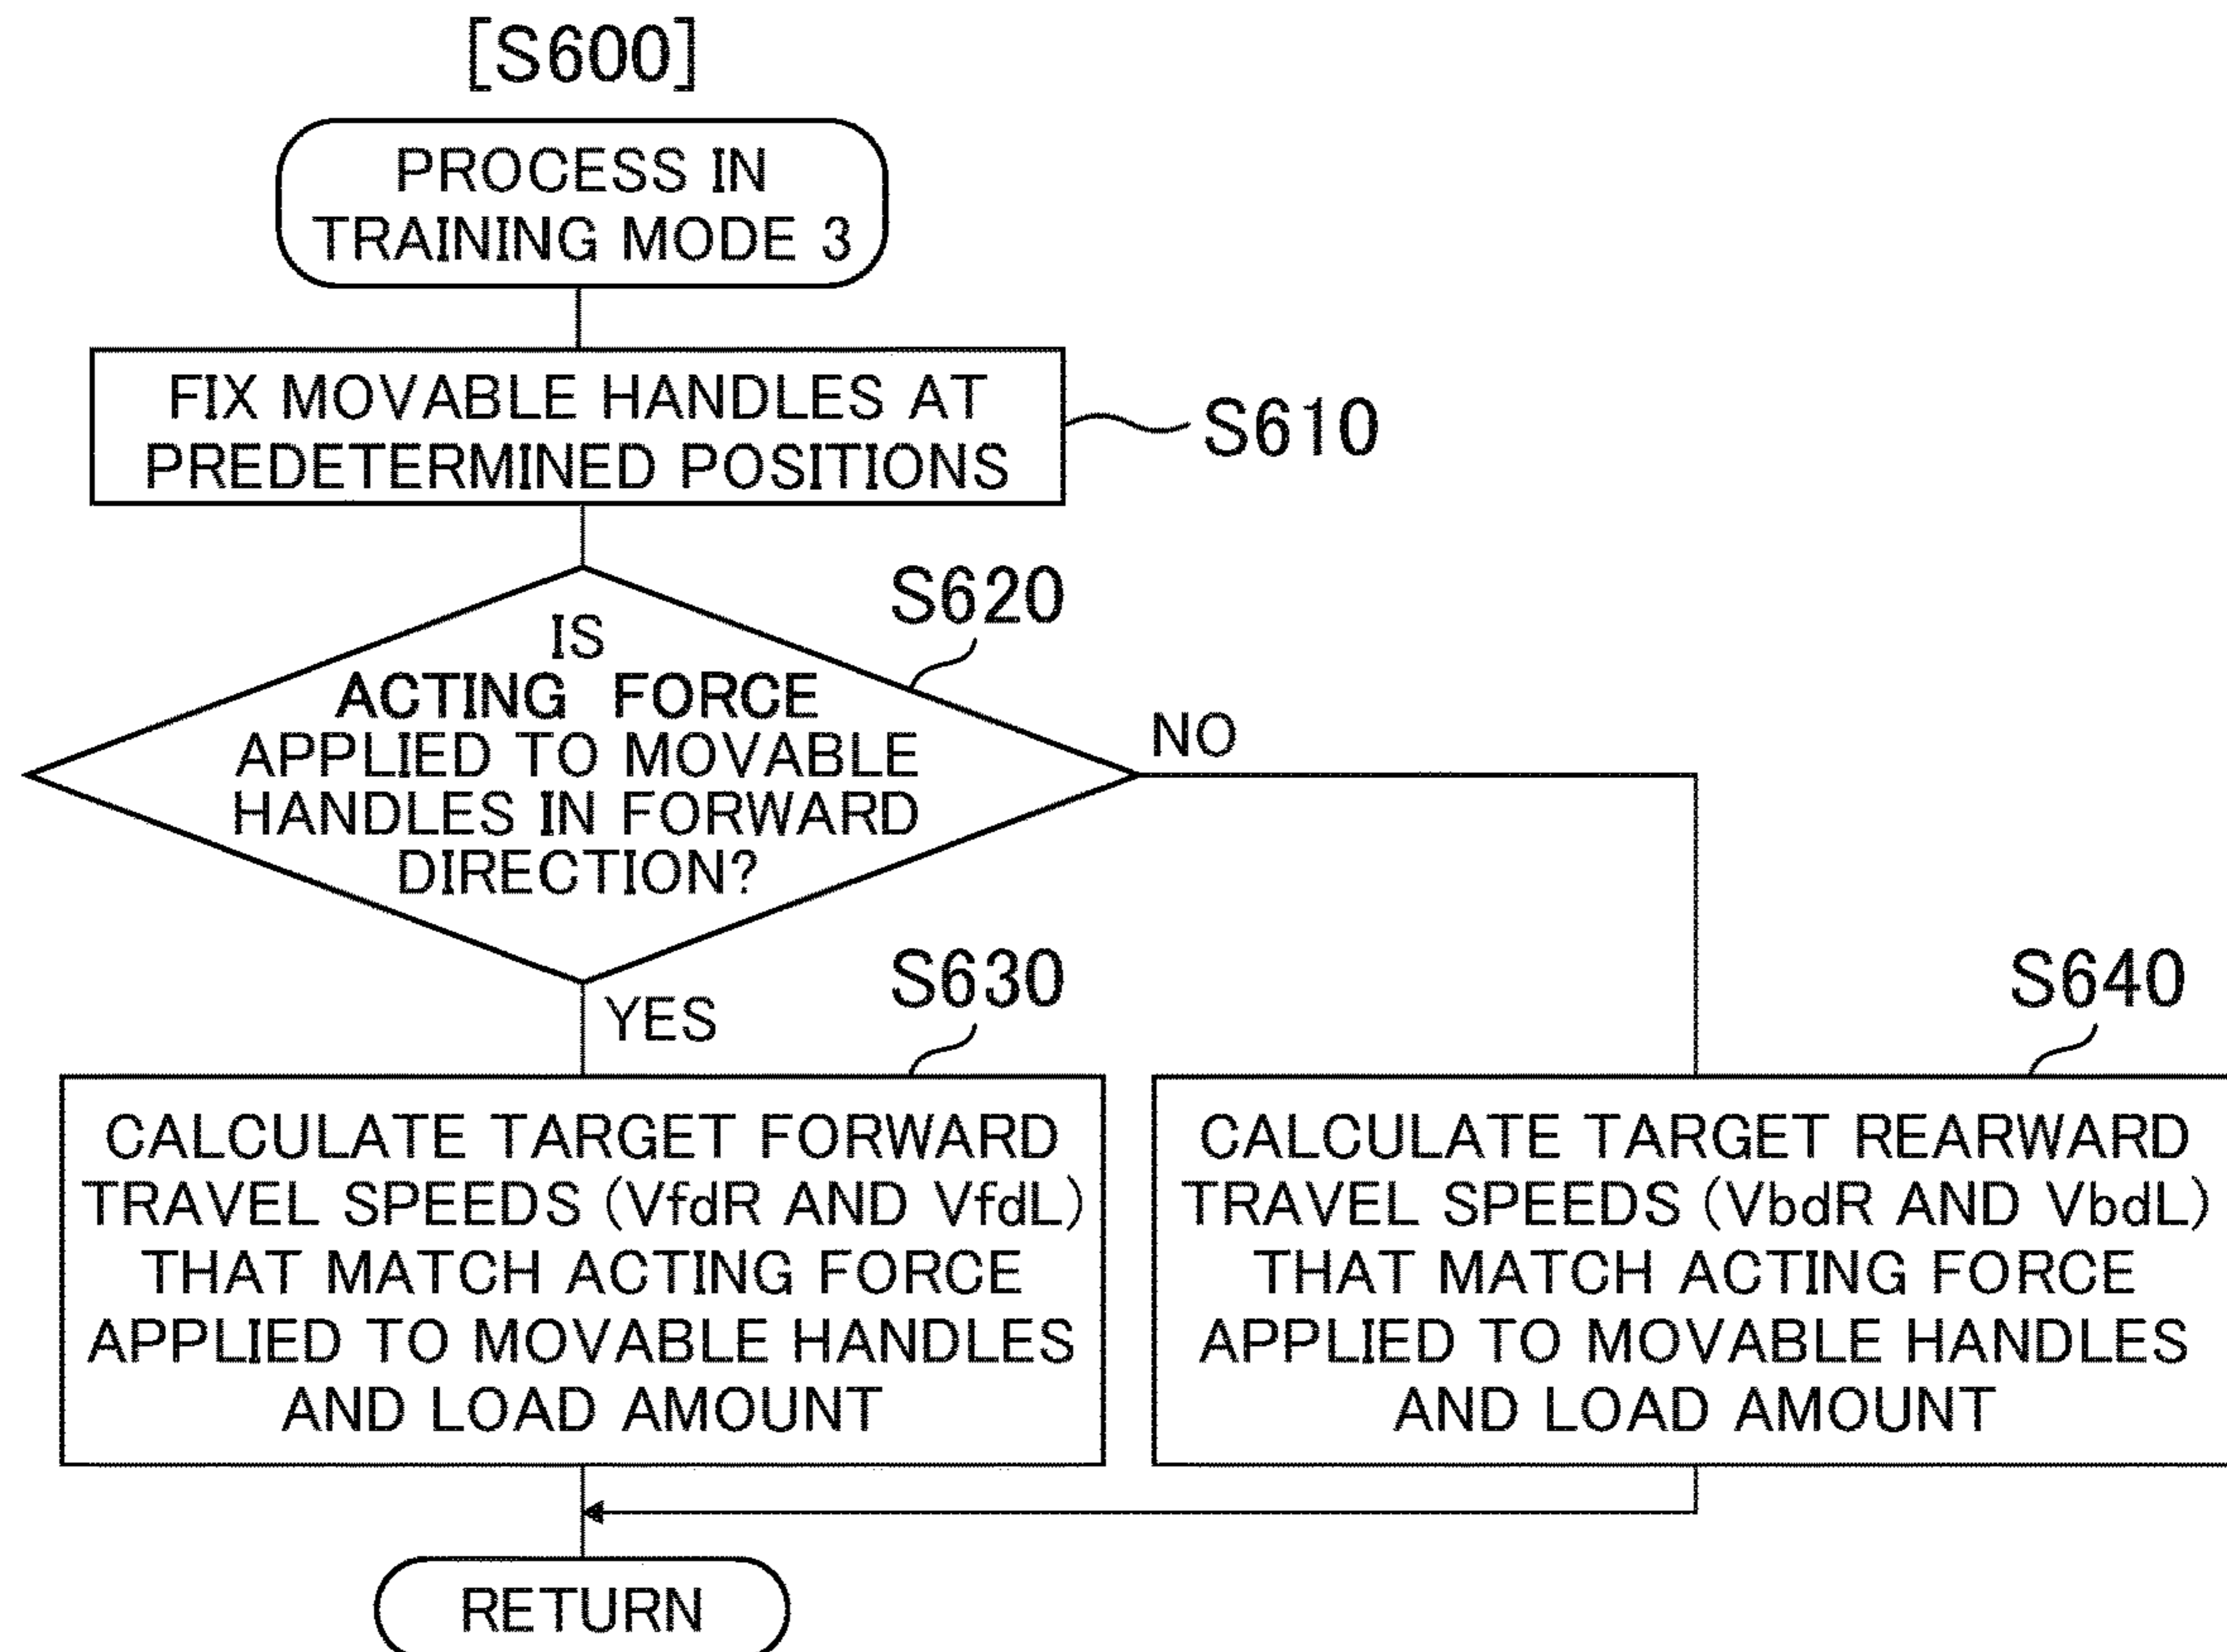 [S600]
PROCESS IN
TRAINING MODE 3
FIX MOVABLE HANDLES AT
PREDETERMINED POSITIONS
S610
S620
IS
ACTING FORCE
APPLIED TO MOVABLE
HANDLES IN FORWARD
DIRECTION?
NO
YES
S630
CALCULATE TARGET FORWARD
TRAVEL SPEEDS (VfdR AND VfdL)
THAT MATCH ACTING FORCE
APPLIED TO MOVABLE HANDLES
AND LOAD AMOUNT
S640
CALCULATE TARGET REARWARD
TRAVEL SPEEDS (VbdR AND VbdL)
THAT MATCH ACTING FORCE
APPLIED TO MOVABLE HANDLES
AND LOAD AMOUNT
RETURN